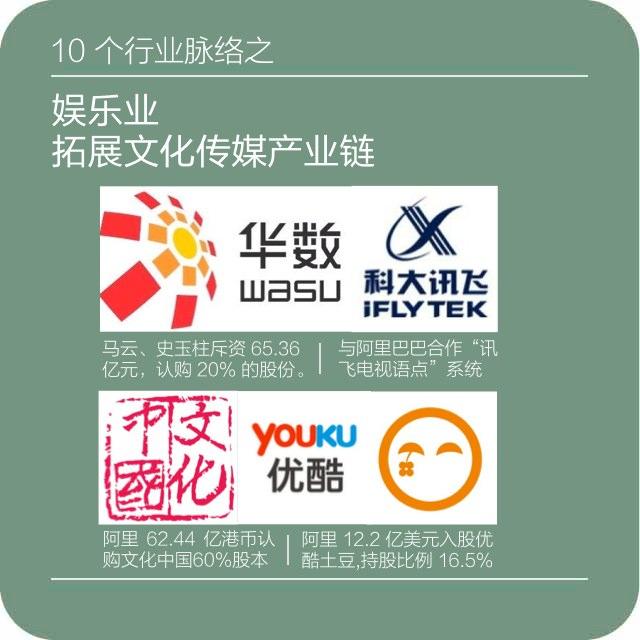 10 个行业脉络之
娱乐业
拓展文化传媒产业链
华数
wasu
科大讯飞
iFLYTEK
马云、史玉柱斥资 65.36
亿元，认购 20% 的股份。
与阿里巴巴合作“讯
飞电视语点”系统
中文
國化
YOUKU
优酷
阿里 62.44 亿港币认
购文化中国60%股本
阿里 12.2 亿美元入股优
酷土豆,持股比例 16.5%